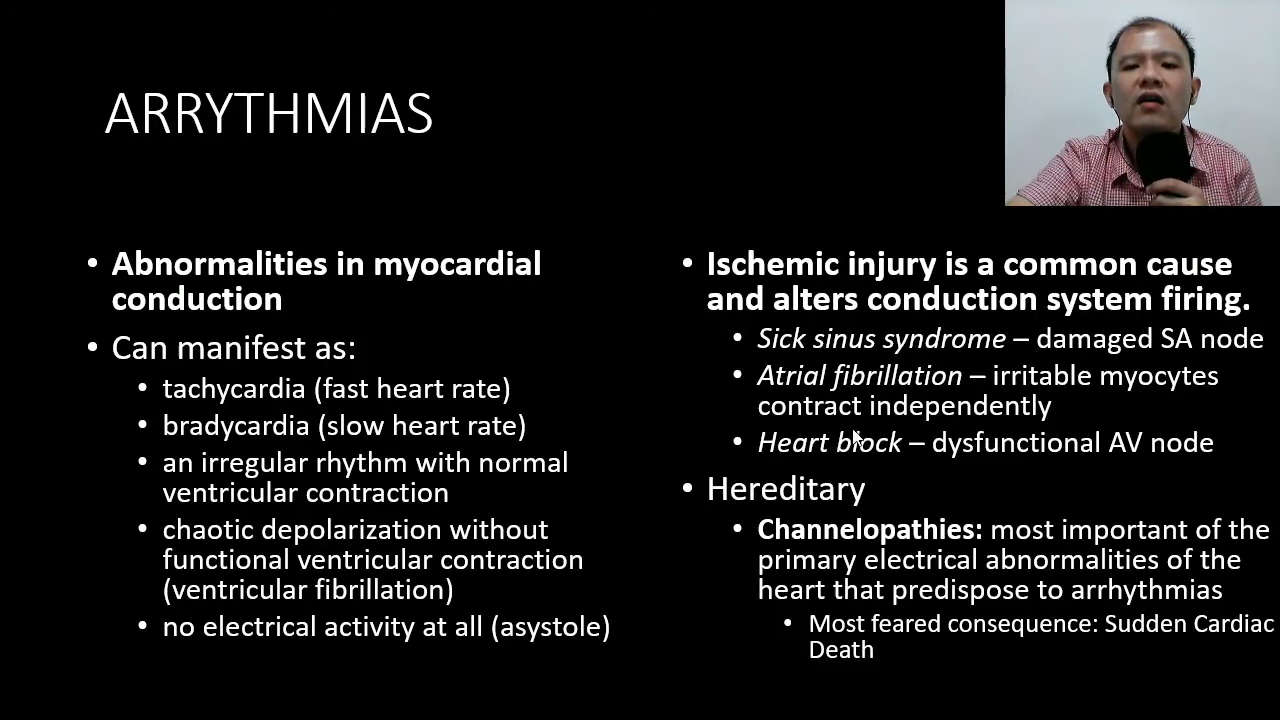 ARRYTHMIAS
• Abnormalities in myocardial
conduction
• Can manifest as:
• tachycardia (fast heart rate)
• bradycardia (slow heart rate)
• an irregular rhythm with normal
ventricular contraction
• chaotic depolarization without
functional ventricular contraction
(ventricular fibrillation)
• no electrical activity at all (asystole)
• Ischemic injury is a common cause
and alters conduction system firing.
• Sick sinus syndrome – damaged SA node
• Atrial fibrillation – irritable myocytes
contract independently
• Heart block – dysfunctional AV node
• Hereditary
• Channelopathies: most important of the
primary electrical abnormalities of the
heart that predispose to arrhythmias
• Most feared consequence: Sudden Cardiac
Death